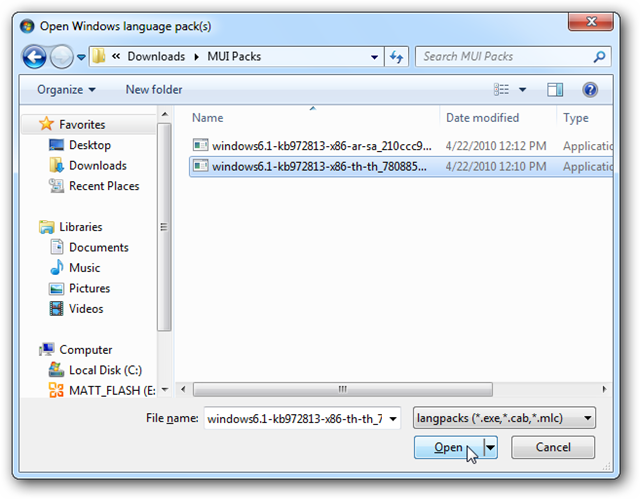 Open Windows language pack(s)
« Downloads ▸ MUI Packs
Search MUI Packs
Organize New folder
Name Date modified Type
windows6.1-kb972813-x86-ar-sa_210ccc9... 4/22/2010 12:12 PM Applicatic
windows6.1-kb972813-x86-th-th_780885... 4/22/2010 12:10 PM Applicatic
Favorites
Desktop
Downloads
Recent Places
Libraries
Documents
Music
Pictures
Videos
Computer
Local Disk (C:)
MATT_FLASH (E:
File name: windows6.1-kb972813-x86-th-th_7 langpacks (*.exe,*.cab,*.mlc)
Open Cancel